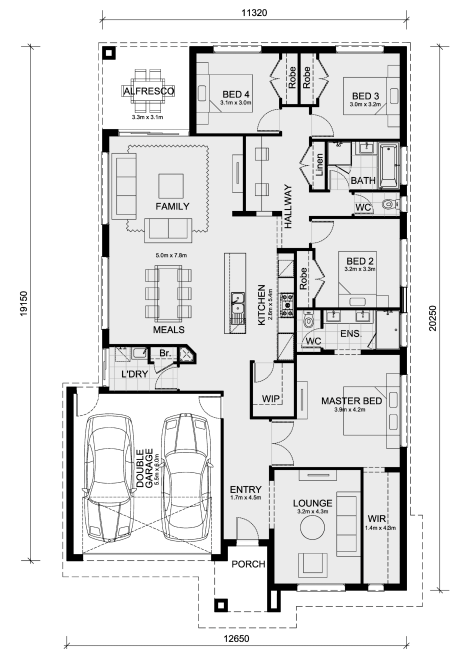 11320
ALFRESCO
3.3m x 3.1m
BED 4
3.1m x 3.0m
Robe
Robe
BED 3
3.0m x 3.2m
Linen
BATH
HALLWAY
WC
FAMILY
5.0m x 7.8m
BED 2
3.2m x 3.3m
Robe
KITCHEN
2.6m x 5.4m
19150
20250
MEALS
WC
ENS
Br.
L'DRY
WIP
MASTER BED
3.9m x 4.2m
DOUBLE
GARAGE
5.5m x 6.0m
ENTRY
1.7m x 4.5m
LOUNGE
3.2m x 4.3m
WIR
1.4m x 4.2m
PORCH
12650